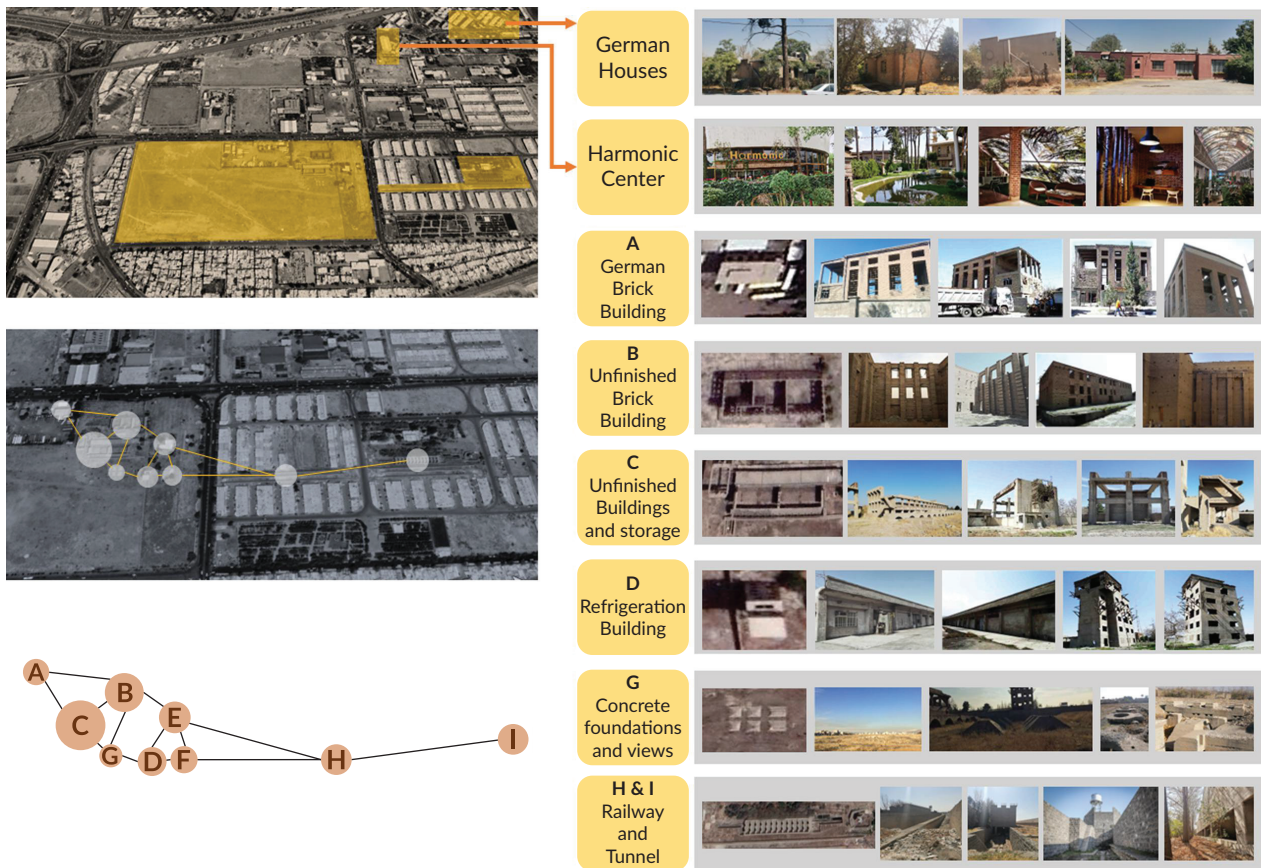 German
Houses
Harmonic
Center
Harmonic
A
German
Brick
Building
B
Unfinished
Brick
Building
C
Unfinished
Buildings
and storage
D
Refrigeration
Building
G
Concrete
foundations
and views
H & I
Railway
and
Tunnel
A
B
C
E
G
D
F
H
I